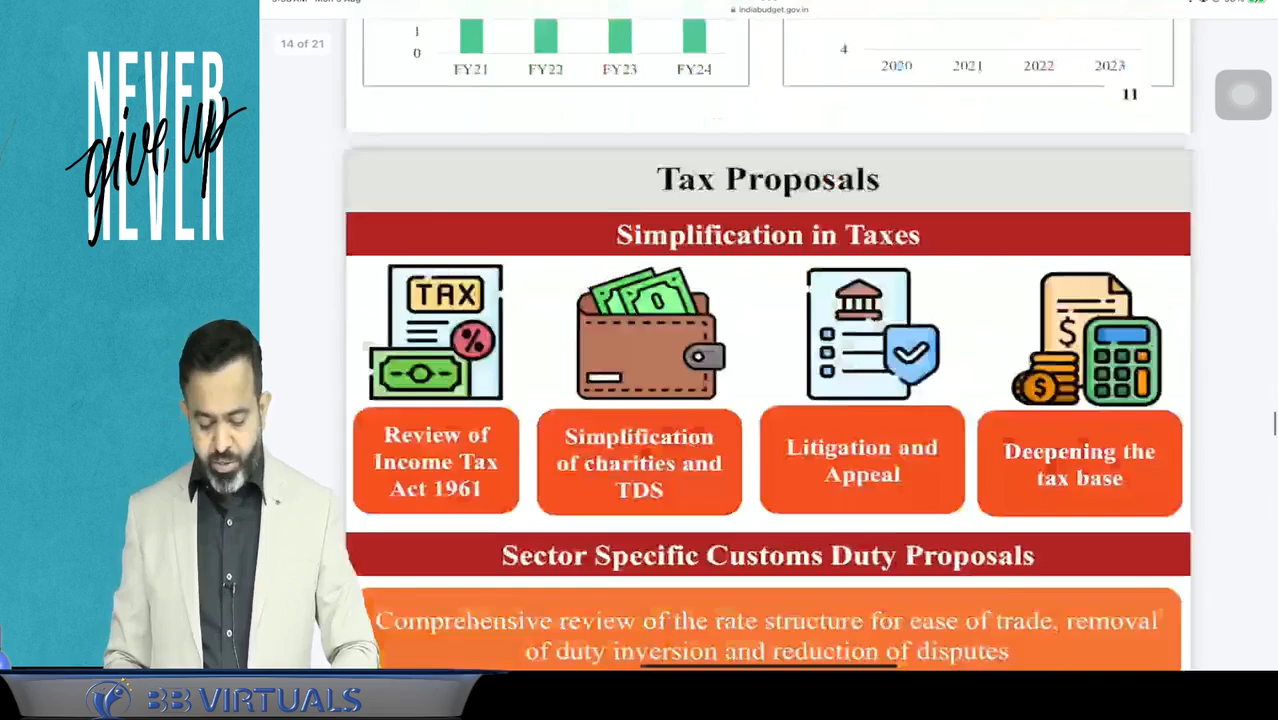 indiabudget.gov.in
14 of 21
1
0
FY21 FY22 FY23 FY24
4
2020 2021 2022 2023
11
NEVER
give up
NEVER
Tax Proposals
Simplification in Taxes
TAX
%
$
$
Review of
Income Tax
Act 1961
Simplification
of charities and
TDS
Litigation and
Appeal
Deepening the
tax base
Sector Specific Customs Duty Proposals
Comprehensive review of the rate structure for ease of trade, removal
of duty inversion and reduction of disputes
BB VIRTUALS